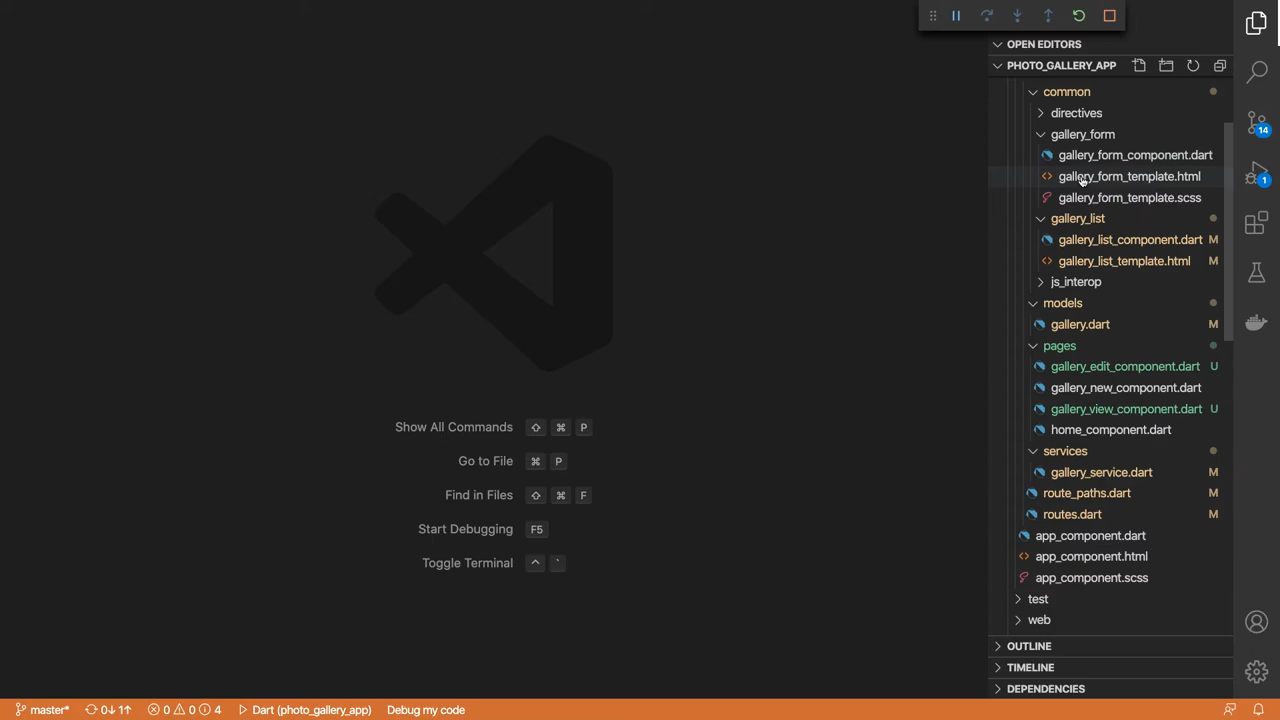 OPEN EDITORS
PHOTO_GALLERY_APP
common
directives
gallery_form
gallery_form_component.dart
gallery_form_template.html
gallery_form_template.scss
gallery_list
gallery_list_component.dart M
gallery_list_template.html M
js_interop
models
gallery.dart M
pages
gallery_edit_component.dart U
gallery_new_component.dart
gallery_view_component.dart U
home_component.dart
services
gallery_service.dart M
route_paths.dart M
routes.dart M
app_component.dart
app_component.html
app_component.scss
test
web
OUTLINE
TIMELINE
DEPENDENCIES
14
1
Show All Commands ⇧ ⌘ P
Go to File ⌘ P
Find in Files ⇧ ⌘ F
Start Debugging F5
Toggle Terminal ^ `
master* 0↓ 1↑ 0 0 4 Dart (photo_gallery_app) Debug my code